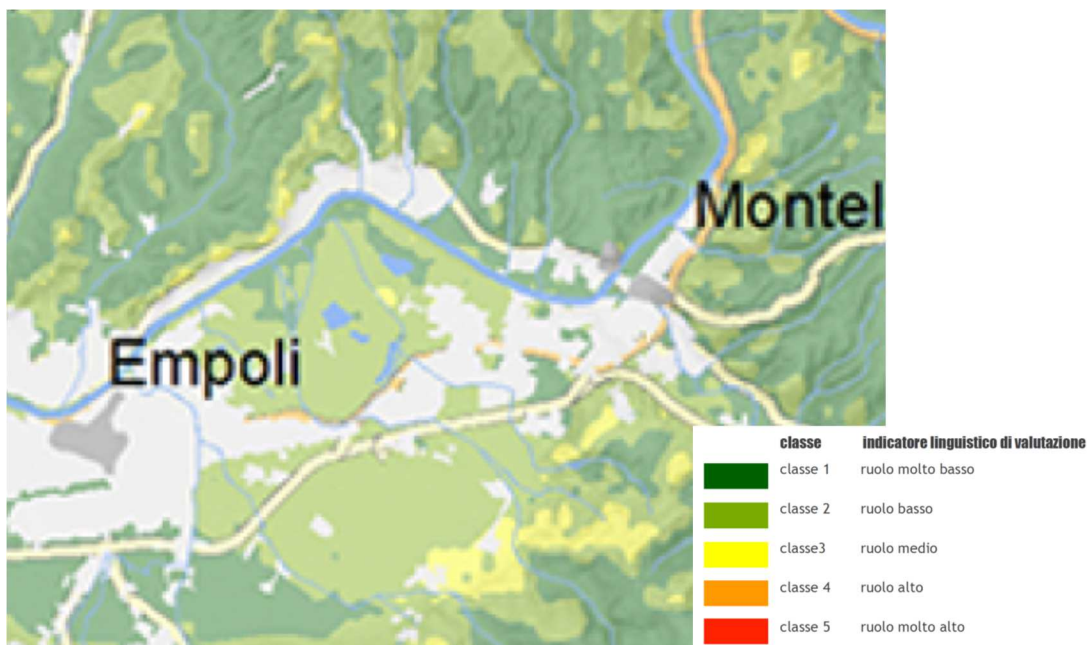 Montel
Empoli
classe indicatore linguistico di valutazione
classe 1 ruolo molto basso
classe 2 ruolo basso
classe3 ruolo medio
classe 4 ruolo alto
classe 5 ruolo molto alto